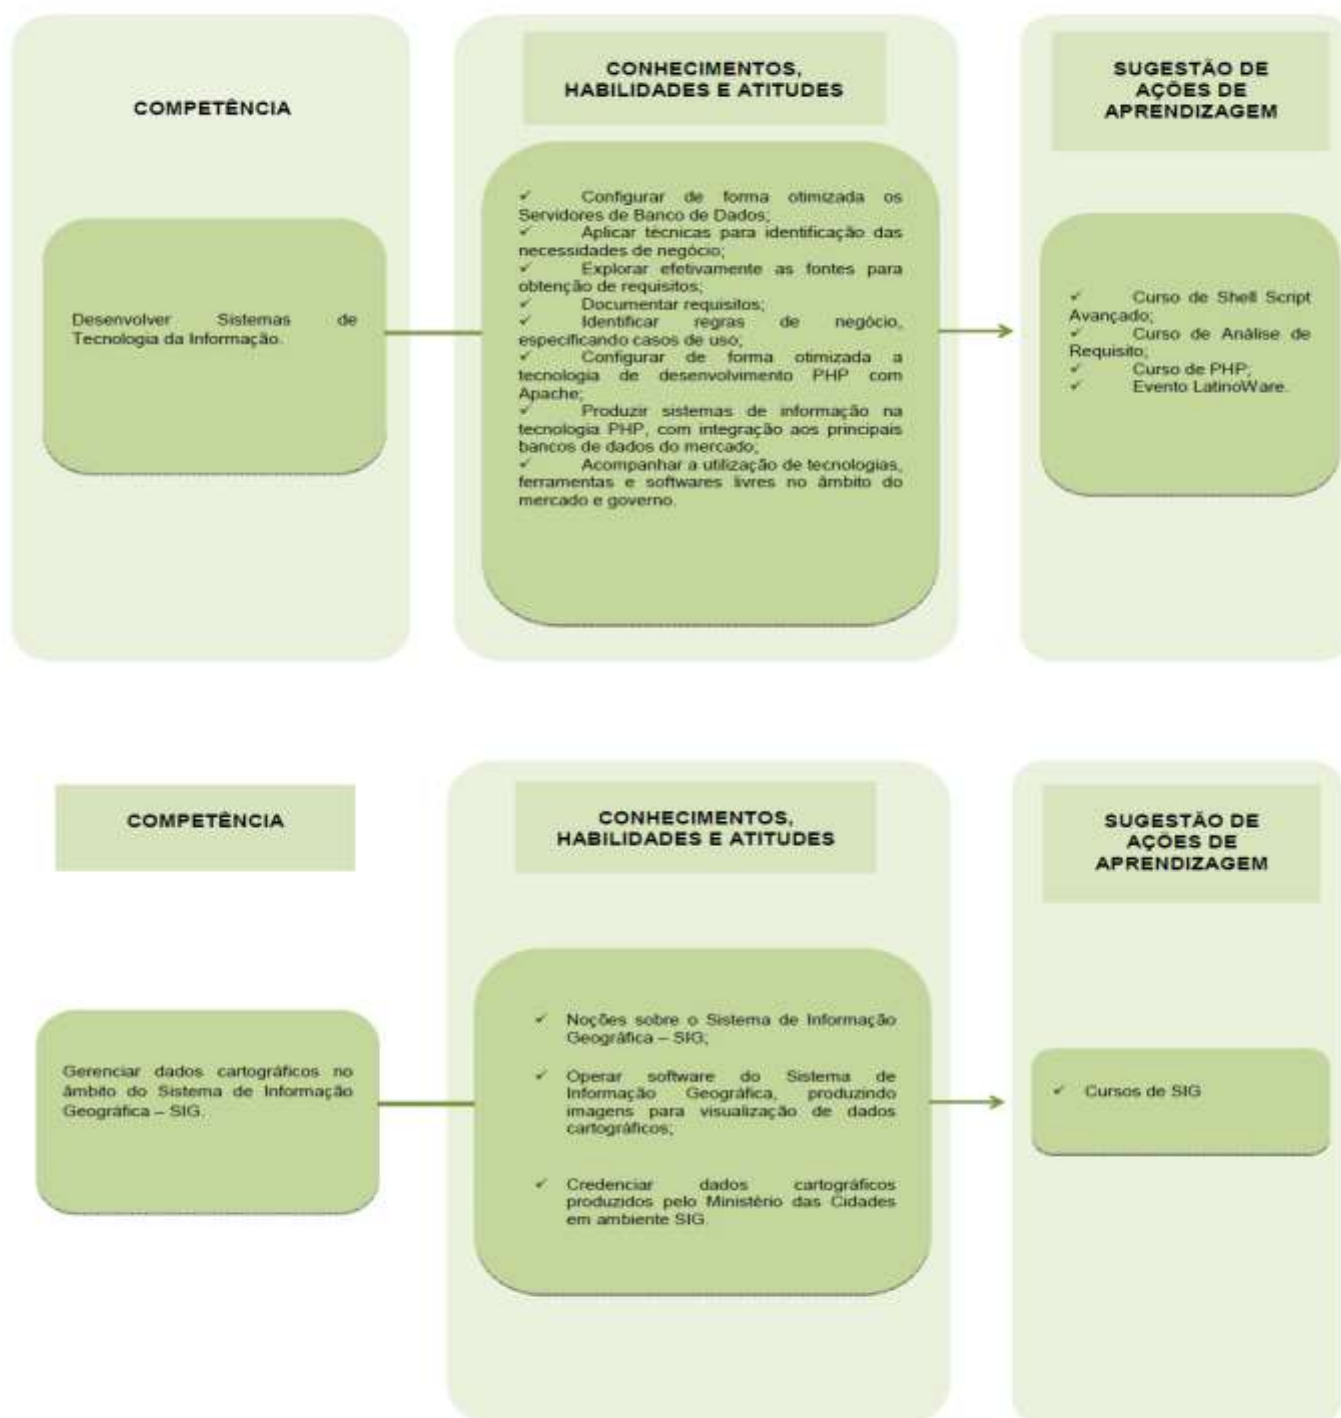 COMPETÊNCIA
Desenvolver Sistemas de
Tecnologia da Informação.
CONHECIMENTOS,
HABILIDADES E ATITUDES
✓ Configurar de forma otimizada os
Servidores de Banco de Dados;
✓ Aplicar técnicas para identificação das
necessidades de negócio;
✓ Explorar efetivamente as fontes para
obtenção de requisitos;
✓ Documentar requisitos;
✓ Identificar regras de negócio,
especificando casos de uso;
✓ Configurar de forma otimizada a
tecnologia de desenvolvimento PHP com
Apache;
✓ Produzir sistemas de informação na
tecnologia PHP, com integração aos principais
bancos de dados do mercado;
✓ Acompanhar a utilização de tecnologias,
ferramentas e softwares livres no âmbito do
mercado e governo.
SUGESTÃO DE
AÇÕES DE
APRENDIZAGEM
✓ Curso de Shell Script
Avançado;
✓ Curso de Análise de
Requisito;
✓ Curso de PHP;
✓ Evento LatinoWare.
COMPETÊNCIA
Gerenciar dados cartográficos no
âmbito do Sistema de Informação
Geográfica – SIG.
CONHECIMENTOS,
HABILIDADES E ATITUDES
✓ Noções sobre o Sistema de Informação
Geográfica – SIG;
✓ Operar software do Sistema de
Informação Geográfica, produzindo
imagens para visualização de dados
cartográficos;
✓ Credenciar dados cartográficos
produzidos pelo Ministério das Cidades
em ambiente SIG.
SUGESTÃO DE
AÇÕES DE
APRENDIZAGEM
✓ Cursos de SIG